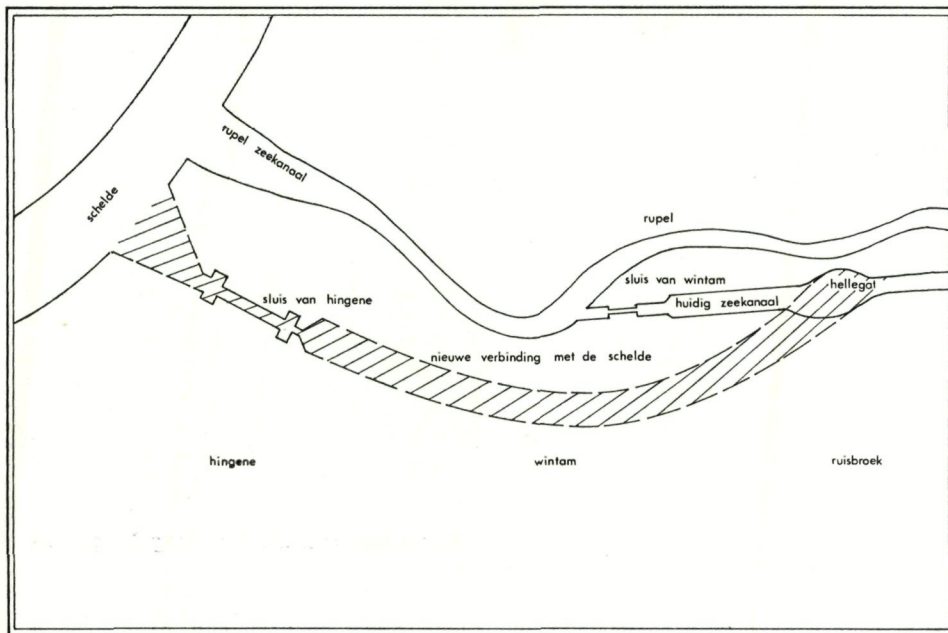 rupel zeekanaal
schelde
rupel
sluis van wintam
hellegat
sluis van hingene
huidig zeekanaal
nieuwe verbinding met de schelde
hingene
wintam
ruisbroek